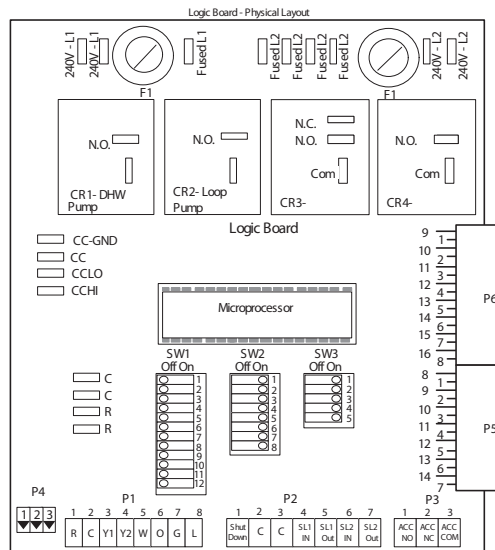 Logic Board - Physical Layout
240V - L1
240V - L1
Fused L1
Fused L2
Fused L2
Fused L2
Fused L2
240V - L2
240V - L2
F1
F1
N.O.
CR1- DHW
Pump
N.O.
CR2- Loop
Pump
N.C.
N.O.
Com
CR3-
N.O.
Com
CR4-
Logic Board
CC-GND
CC
CCLO
CCHI
Microprocessor
9
1
10
2
11
3
12
4
13
5
14
6
15
7
16
8
P6
8
1
9
2
10
3
11
4
12
5
13
6
14
7
P5
SW1
Off On
1
2
3
4
5
6
7
8
9
10
11
12
SW2
Off On
1
2
3
4
5
6
7
8
SW3
Off On
1
2
3
4
5
C
C
R
R
P4
1 2 3
P1
1 2 3 4 5 6 7 8
R C Y1 Y2 W O G L
P2
1 2 3 4 5 6 7
Shut Down C C SL1 IN SL1 Out SL2 IN SL2 Out
P3
1 2 3
ACC NO ACC NC ACC COM